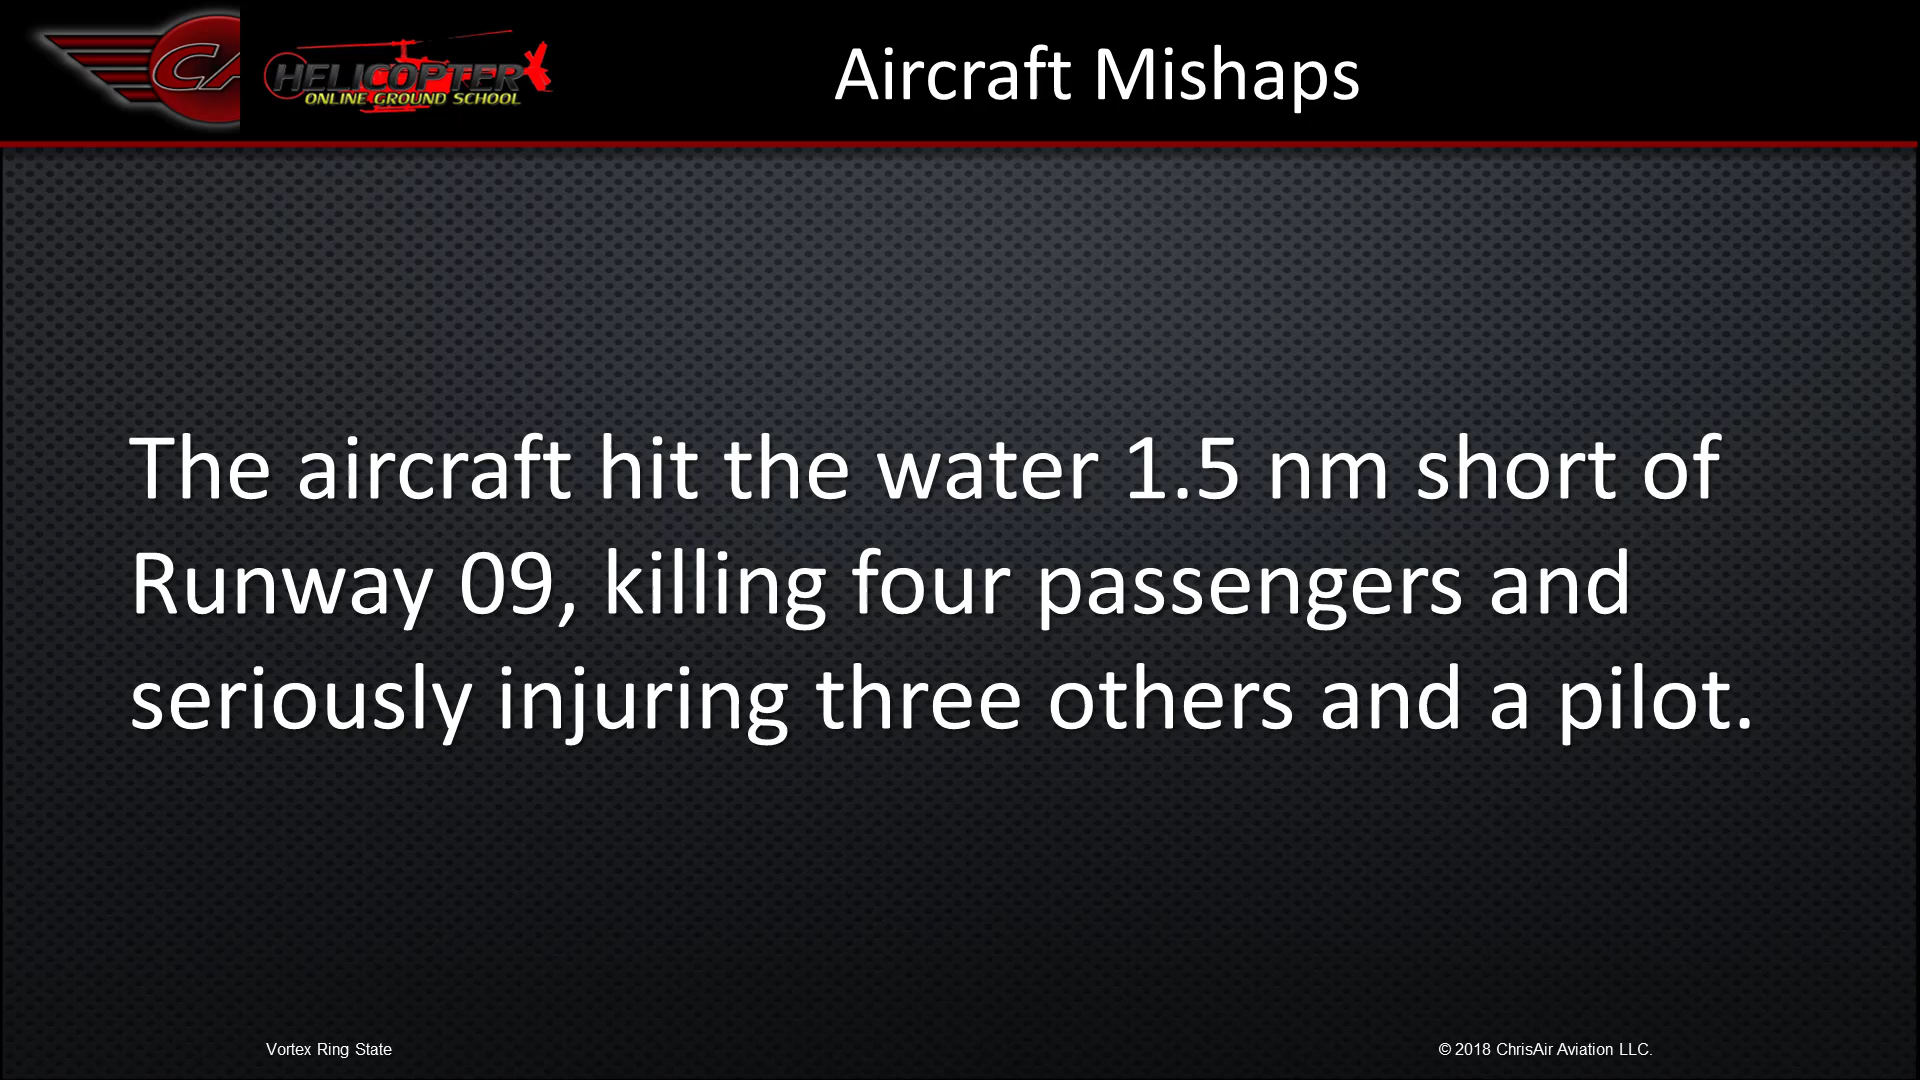 CA
HELICOPTER
ONLINE GROUND SCHOOL
Aircraft Mishaps
The aircraft hit the water 1.5 nm short of
Runway 09, killing four passengers and
seriously injuring three others and a pilot.
Vortex Ring State
© 2018 ChrisAir Aviation LLC.